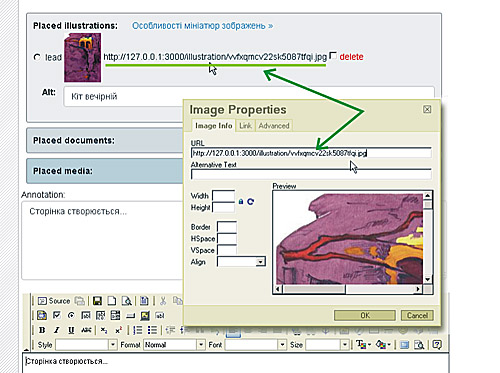 Placed illustrations: Особливості мініатюр зображень »
lead http://127.0.0.1:3000/illustration/vvfxqmcv22sk5087tfqi.jpg delete
Alt: Кіт вечірній
Image Properties
Image Info Link Advanced
URL
http://127.0.0.1:3000/illustration/vvfxqmcv22sk5087tfqi.jpg
Alternative Text
Placed documents:
Placed media:
Width
Height
Preview
Border
HSpace
VSpace
Align
OK Cancel
Annotation:
Сторінка створюється...
Source
B I U ABC x₂ x²
Style Format Normal Font Size
Сторінка створюється...